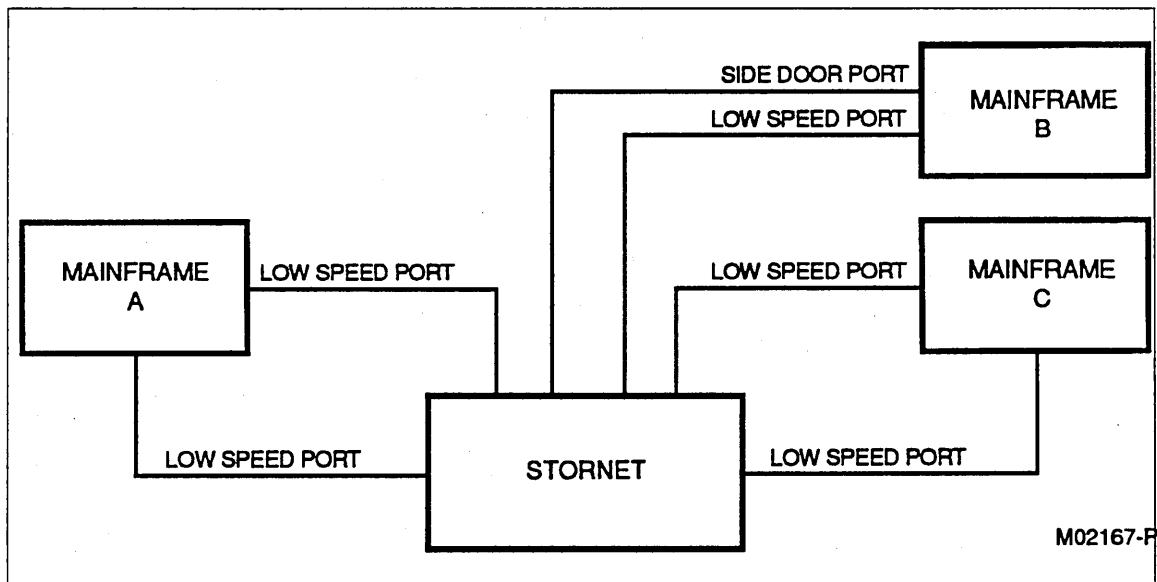 SIDE DOOR PORT
MAINFRAME
B
LOW SPEED PORT
MAINFRAME
A
LOW SPEED PORT
LOW SPEED PORT
MAINFRAME
C
LOW SPEED PORT
STORNET
LOW SPEED PORT
M02167-P